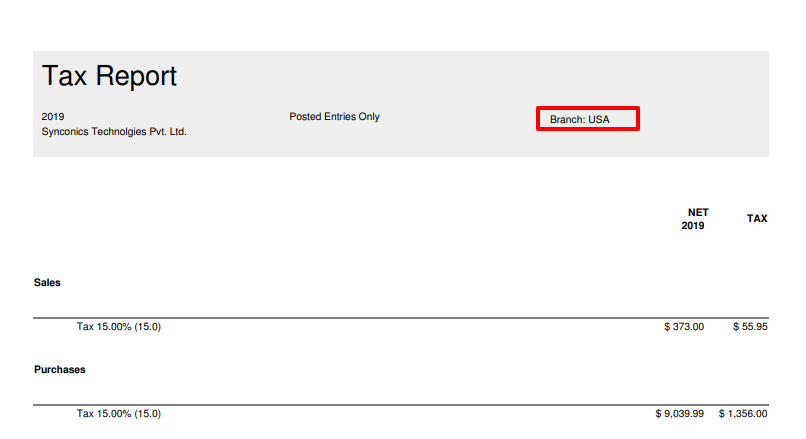 Tax Report
2019 Posted Entries Only Branch: USA
Synconics Technolgies Pvt. Ltd.
NET TAX
2019
Sales
Tax 15.00% (15.0) $ 373.00 $ 55.95
Purchases
Tax 15.00% (15.0) $ 9,039.99 $ 1,356.00